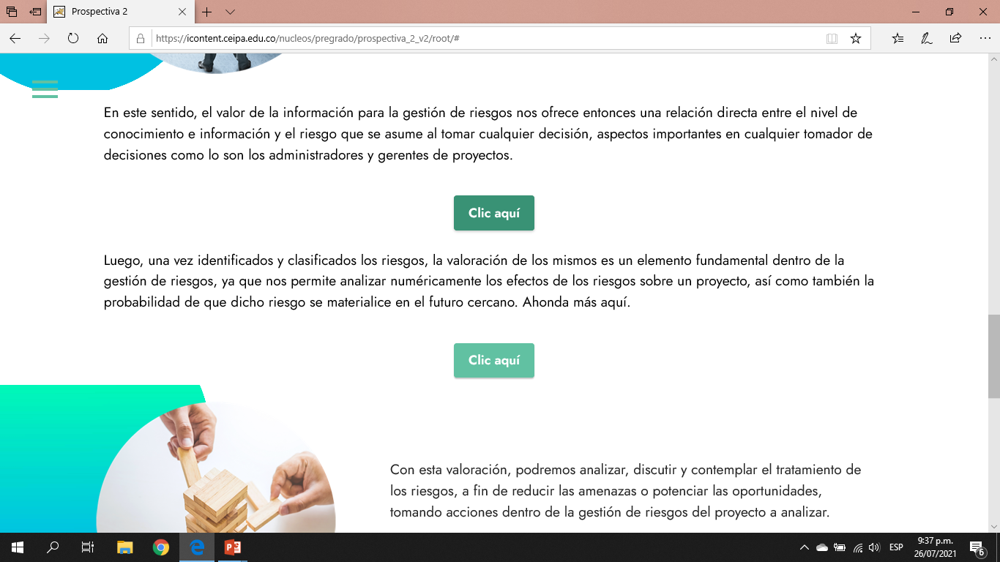 Prospectiva 2
https://icontent.ceipa.edu.co/nucleos/pregrado/prospectiva_2_v2/root/#
En este sentido, el valor de la información para la gestión de riesgos nos ofrece entonces una relación directa entre el nivel de
conocimiento e información y el riesgo que se asume al tomar cualquier decisión, aspectos importantes en cualquier tomador de
decisiones como lo son los administradores y gerentes de proyectos.
Clic aquí
Luego, una vez identificados y clasificados los riesgos, la valoración de los mismos es un elemento fundamental dentro de la
gestión de riesgos, ya que nos permite analizar numéricamente los efectos de los riesgos sobre un proyecto, así como también la
probabilidad de que dicho riesgo se materialice en el futuro cercano. Ahonda más aquí.
Clic aquí
Con esta valoración, podremos analizar, discutir y contemplar el tratamiento de
los riesgos, a fin de reducir las amenazas o potenciar las oportunidades,
tomando acciones dentro de la gestión de riesgos del proyecto a analizar.
ESP
9:37 p.m.
26/07/2021
6